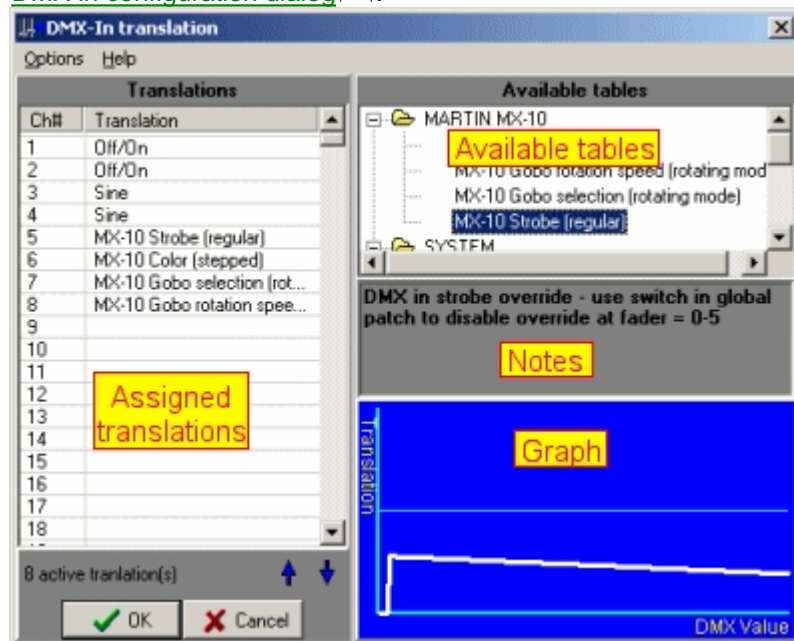 DMX-In configuration dialog
DMX-In translation
Options Help
Translations
Ch# Translation
1 Off/On
2 Off/On
3 Sine
4 Sine
5 MX-10 Strobe (regular)
6 MX-10 Color (stepped)
7 MX-10 Gobo selection (rot...
8 MX-10 Gobo rotation spee...
9
10
11
12
13
14
15
16
17
18
Assigned
translations
8 active tranlation(s)
OK Cancel
Available tables
MARTIN MX-10
Available tables
MX-10 Gobo rotation speed (rotating mod
MX-10 Gobo selection (rotating mode)
MX-10 Strobe (regular)
SYSTEM
DMX in strobe override - use switch in global
patch to disable override at fader = 0-5
Notes
Translation
Graph
DMX Value